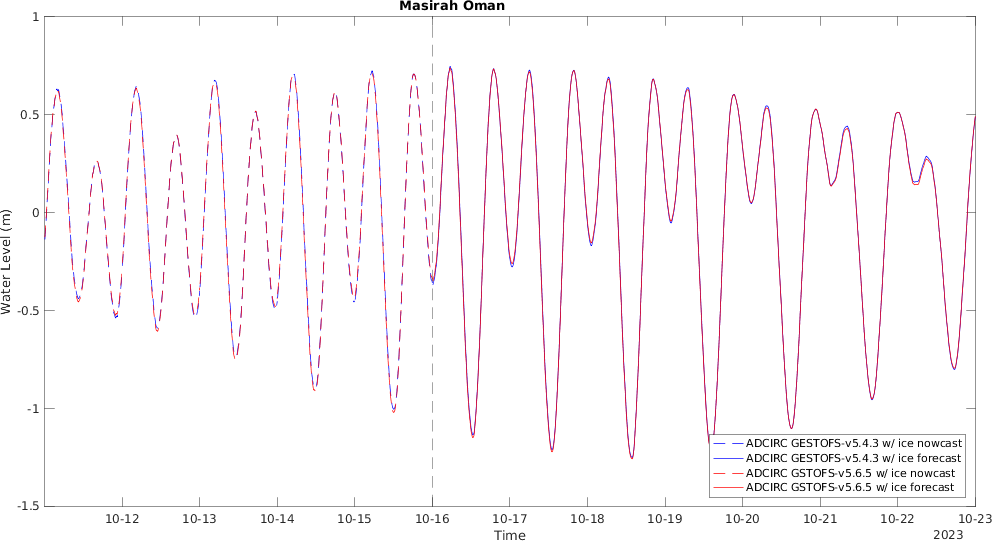 Masirah Oman
Water Level (m)
1
0.5
0
-0.5
-1
-1.5
ADCIRC GESTOFS-v5.4.3 w/ ice nowcast
ADCIRC GESTOFS-v5.4.3 w/ ice forecast
ADCIRC GSTOFS-v5.6.5 w/ ice nowcast
ADCIRC GSTOFS-v5.6.5 w/ ice forecast
10-12 10-13 10-14 10-15 10-16 10-17 10-18 10-19 10-20 10-21 10-22 10-23
Time
2023